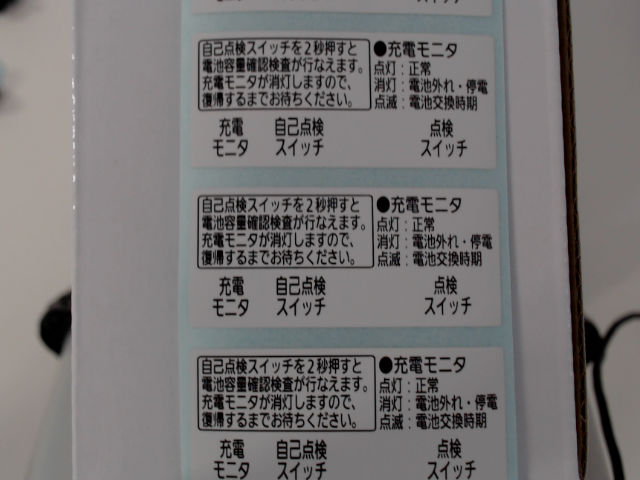 モニタ スイッチ スイッチ
自己点検スイッチを2秒押すと
電池容量確認検査が行なえます。
充電モニタが消灯しますので、
復帰するまでお待ちください。
●充電モニタ
点灯:正常
消灯:電池外れ・停電
点滅:電池交換時期
充電 自己点検 点検
モニタ スイッチ スイッチ
自己点検スイッチを2秒押すと
電池容量確認検査が行なえます。
充電モニタが消灯しますので、
復帰するまでお待ちください。
●充電モニタ
点灯:正常
消灯:電池外れ・停電
点滅:電池交換時期
充電 自己点検 点検
モニタ スイッチ スイッチ
自己点検スイッチを2秒押すと
電池容量確認検査が行なえます。
充電モニタが消灯しますので、
復帰するまでお待ちください。
●充電モニタ
点灯:正常
消灯:電池外れ・停電
点滅:電池交換時期
充電 自己点検 点検
モニタ スイッチ スイッチ